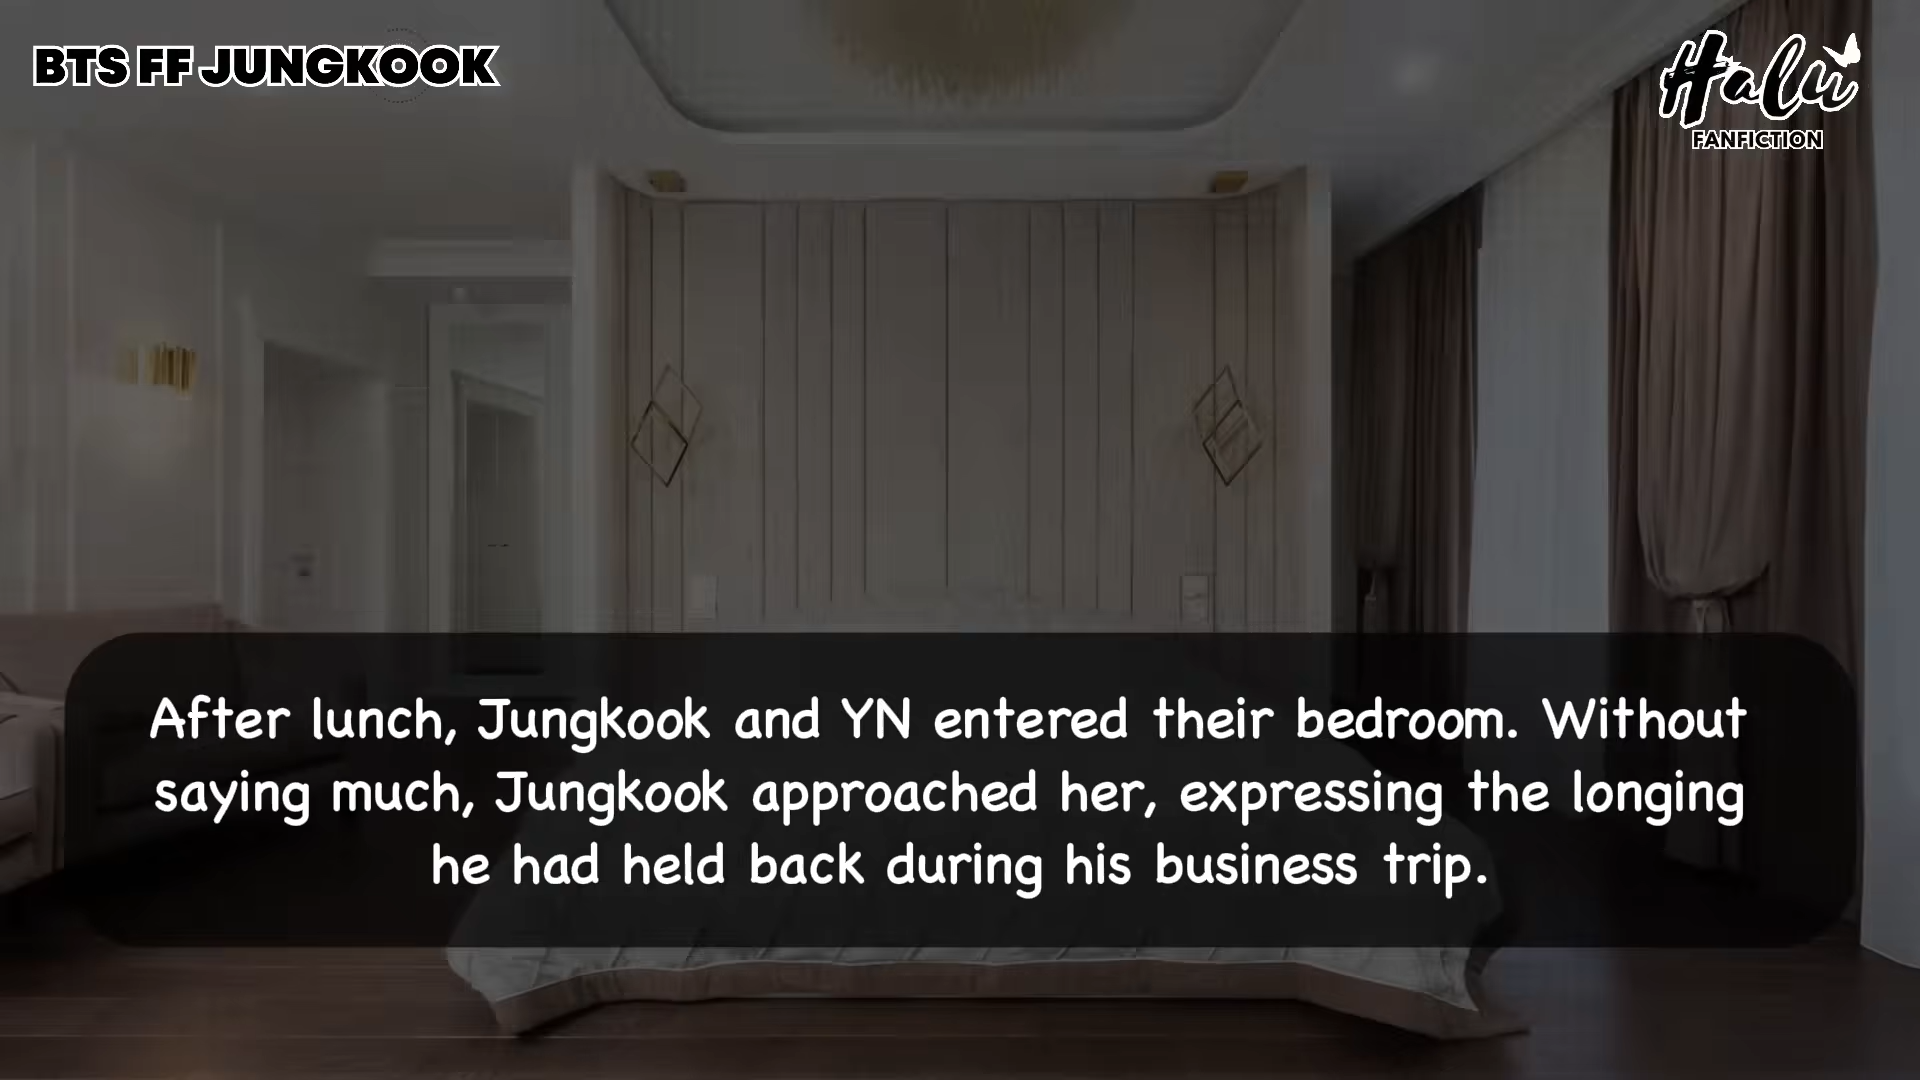 BTS FF JUNGKOOK
Halu
FANFICTION
After lunch, Jungkook and YN entered their bedroom. Without
saying much, Jungkook approached her, expressing the longing
he had held back during his business trip.